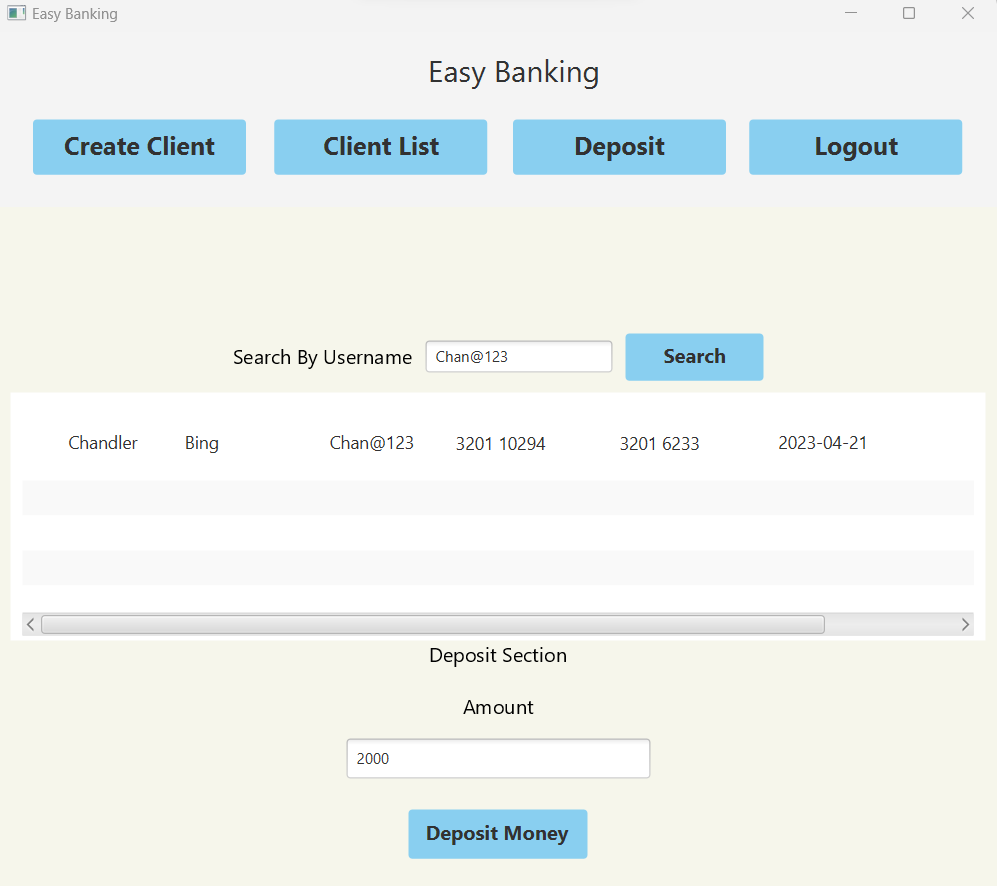 Easy Banking
Easy Banking
Create Client Client List Deposit Logout
Search By Username Chan@123 Search
Chandler Bing Chan@123 3201 10294 3201 6233 2023-04-21
Deposit Section
Amount
2000
Deposit Money